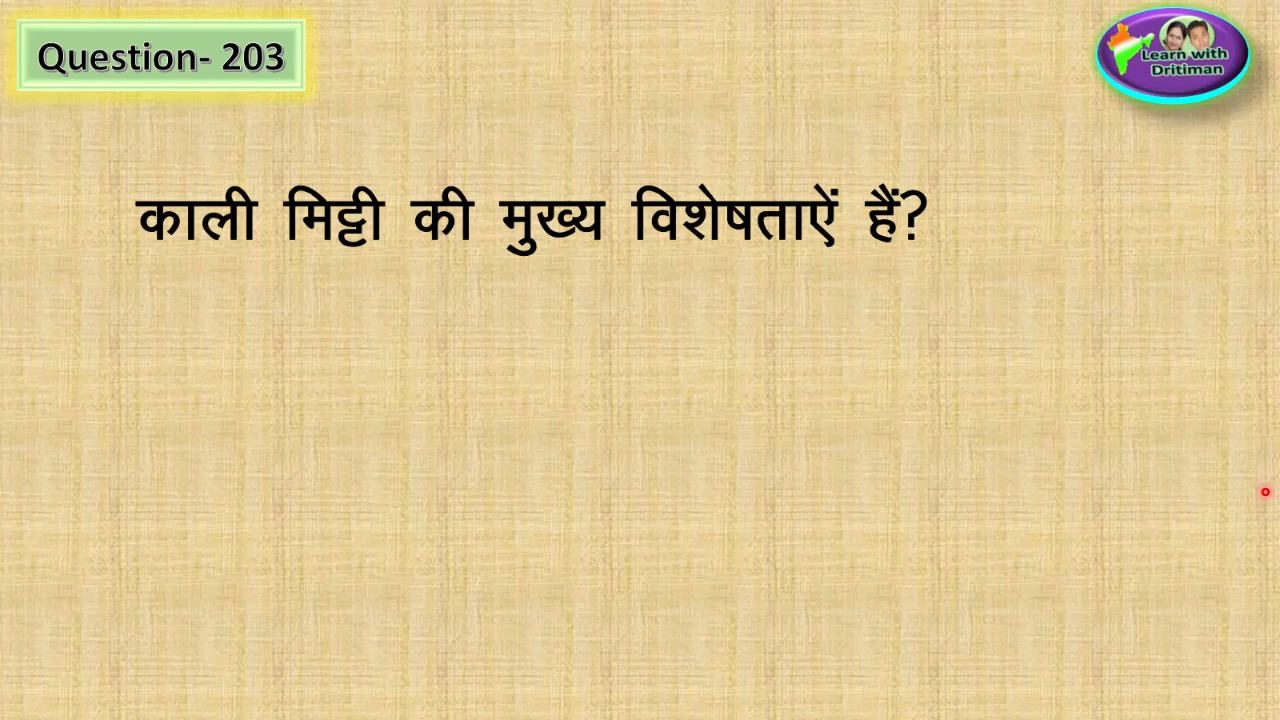 Question- 203
Learn with
Dritiman
काली मिट्टी की मुख्य विशेषताऐं हैं?